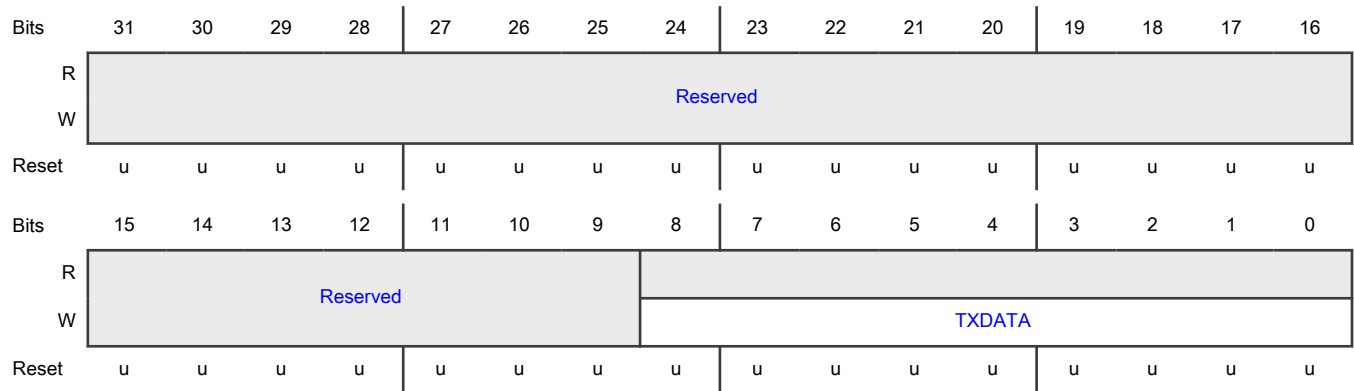 Bits 31 30 29 28 27 26 25 24 23 22 21 20 19 18 17 16
R
Reserved
W
Reset u u u u u u u u u u u u u u u u
Bits 15 14 13 12 11 10 9 8 7 6 5 4 3 2 1 0
R
Reserved
W TXDATA
Reset u u u u u u u u u u u u u u u u